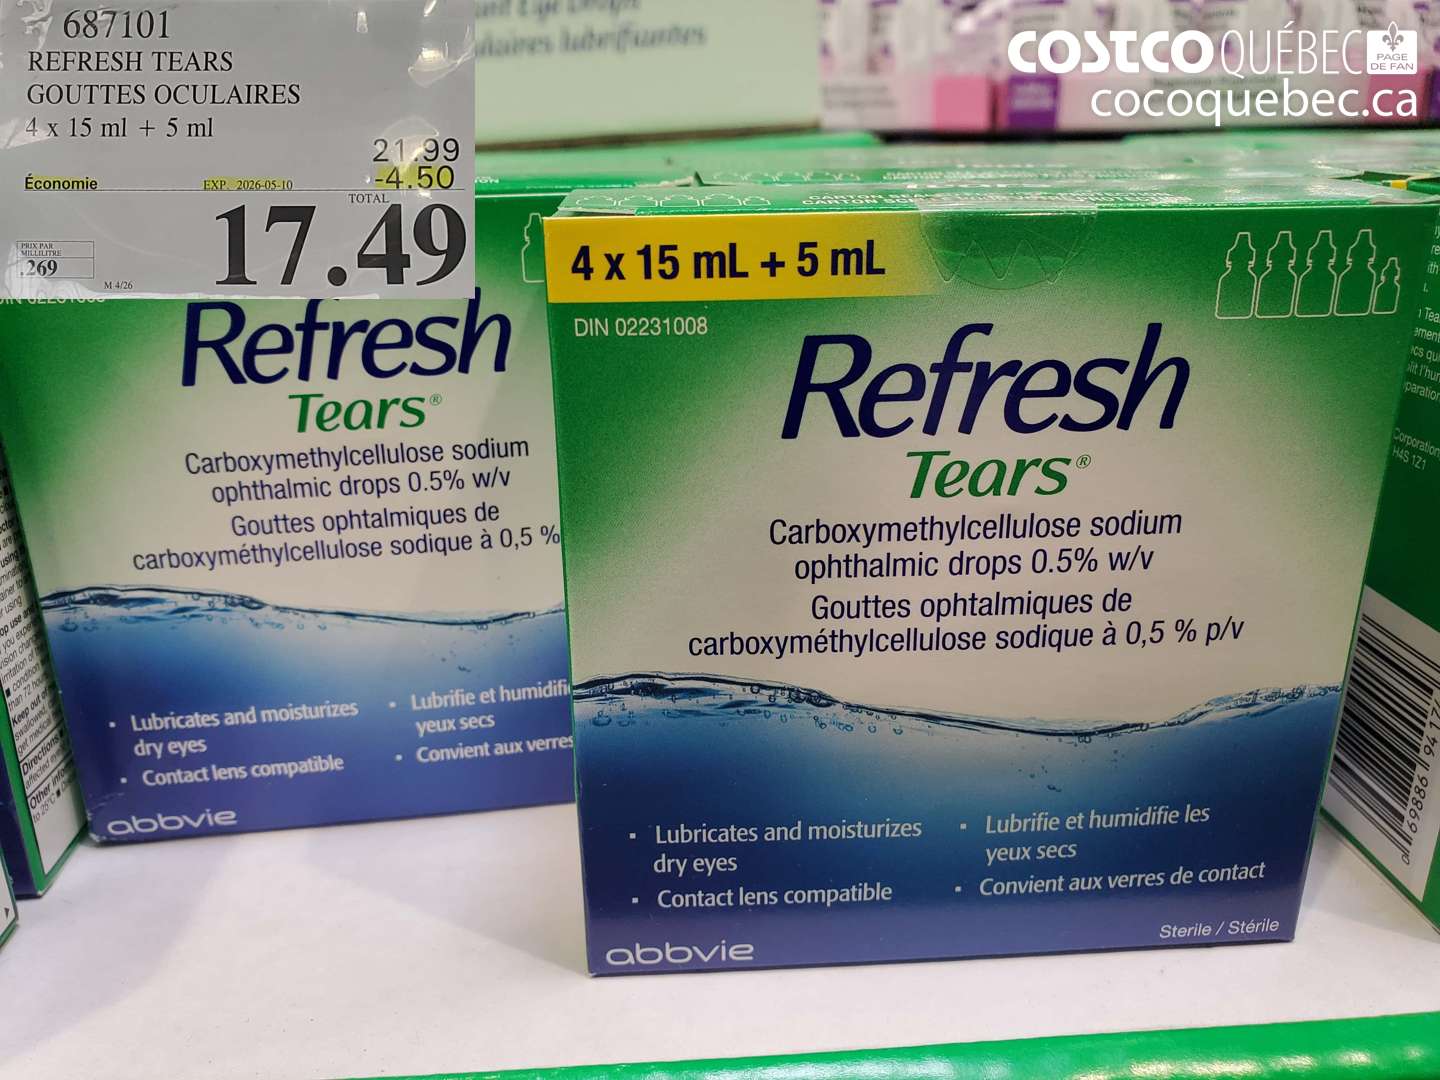 687101
REFRESH TEARS
GOUTTES OCULAIRES
4 x 15 ml + 5 ml
21.99
Économie
EXP. 2026-05-10
-4.50
TOTAL
17.49
PRIX PAR
MILLILITRE
.269
M 4/26
COSTCO QUÉBEC
PAGE
DE FAN
cocoquebec.ca
Refresh
Tears®
Carboxymethylcellulose sodium
ophthalmic drops 0.5% w/v
Gouttes ophtalmiques de
carboxyméthylcellulose sodique à 0,5 %
Lubricates and moisturizes
dry eyes
Contact lens compatible
Lubrifie et humidifi
yeux secs
Convient aux verres
abbvie
4 x 15 mL + 5 mL
DIN 02231008
Refresh
Tears®
Carboxymethylcellulose sodium
ophthalmic drops 0.5% w/v
Gouttes ophtalmiques de
carboxyméthylcellulose sodique à 0,5 % p/v
▪ Lubricates and moisturizes
dry eyes
▪ Contact lens compatible
▪ Lubrifie et humidifie les
yeux secs
▪ Convient aux verres de contact
Sterile / Stérile
abbvie
Corporation
H4S 1Z1